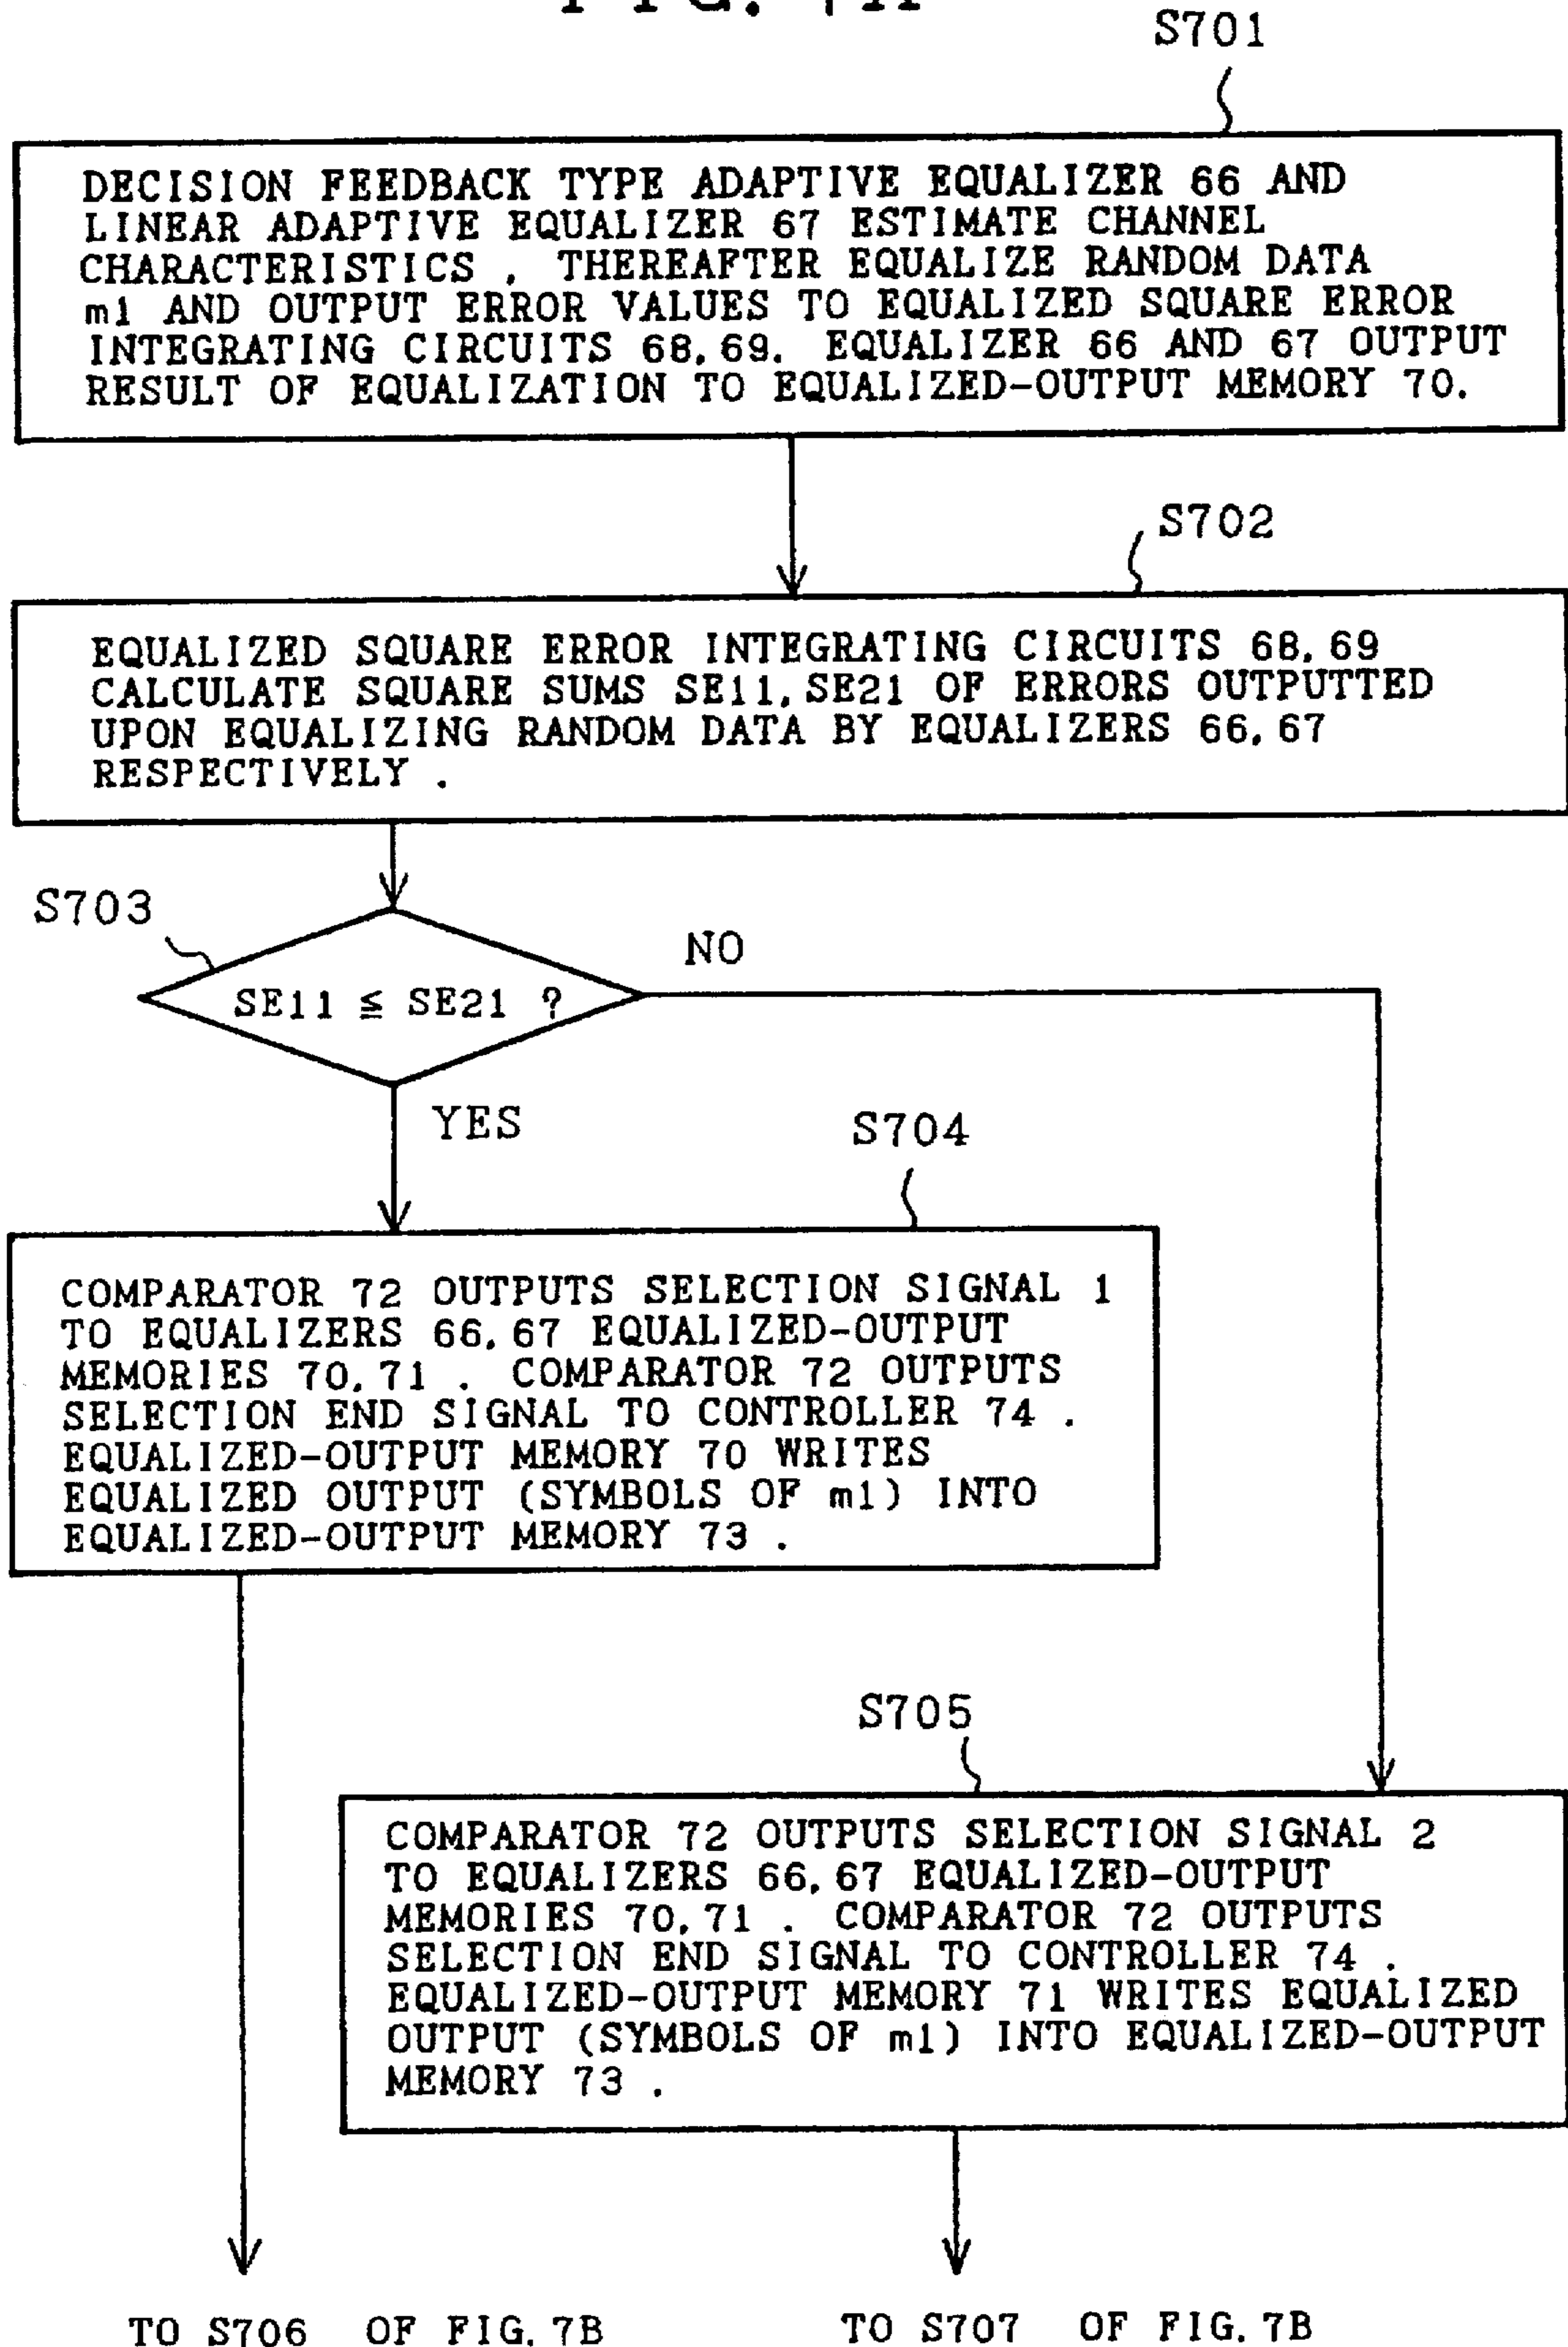 S701
DECISION FEEDBACK TYPE ADAPTIVE EQUALIZER 66 AND
LINEAR ADAPTIVE EQUALIZER 67 ESTIMATE CHANNEL
CHARACTERISTICS , THEREAFTER EQUALIZE RANDOM DATA
m1 AND OUTPUT ERROR VALUES TO EQUALIZED SQUARE ERROR
INTEGRATING CIRCUITS 68,69. EQUALIZER 66 AND 67 OUTPUT
RESULT OF EQUALIZATION TO EQUALIZED-OUTPUT MEMORY 70.
S702
EQUALIZED SQUARE ERROR INTEGRATING CIRCUITS 68,69
CALCULATE SQUARE SUMS SE11,SE21 OF ERRORS OUTPUTTED
UPON EQUALIZING RANDOM DATA BY EQUALIZERS 66,67
RESPECTIVELY .
S703
NO
SE11 ≦ SE21 ?
YES
S704
COMPARATOR 72 OUTPUTS SELECTION SIGNAL 1
TO EQUALIZERS 66,67 EQUALIZED-OUTPUT
MEMORIES 70,71 . COMPARATOR 72 OUTPUTS
SELECTION END SIGNAL TO CONTROLLER 74 .
EQUALIZED-OUTPUT MEMORY 70 WRITES
EQUALIZED OUTPUT (SYMBOLS OF m1) INTO
EQUALIZED-OUTPUT MEMORY 73 .
S705
COMPARATOR 72 OUTPUTS SELECTION SIGNAL 2
TO EQUALIZERS 66,67 EQUALIZED-OUTPUT
MEMORIES 70,71 . COMPARATOR 72 OUTPUTS
SELECTION END SIGNAL TO CONTROLLER 74 .
EQUALIZED-OUTPUT MEMORY 71 WRITES EQUALIZED
OUTPUT (SYMBOLS OF m1) INTO EQUALIZED-OUTPUT
MEMORY 73 .
TO S706 OF FIG.7B
TO S707 OF FIG.7B